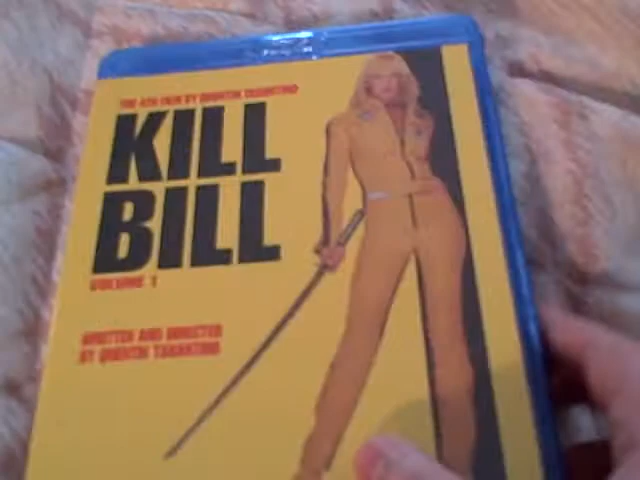 THE 4TH FILM BY QUENTIN TARANTINO
KILL
BILL
VOLUME 1
WRITTEN AND DIRECTED
BY QUENTIN TARANTINO